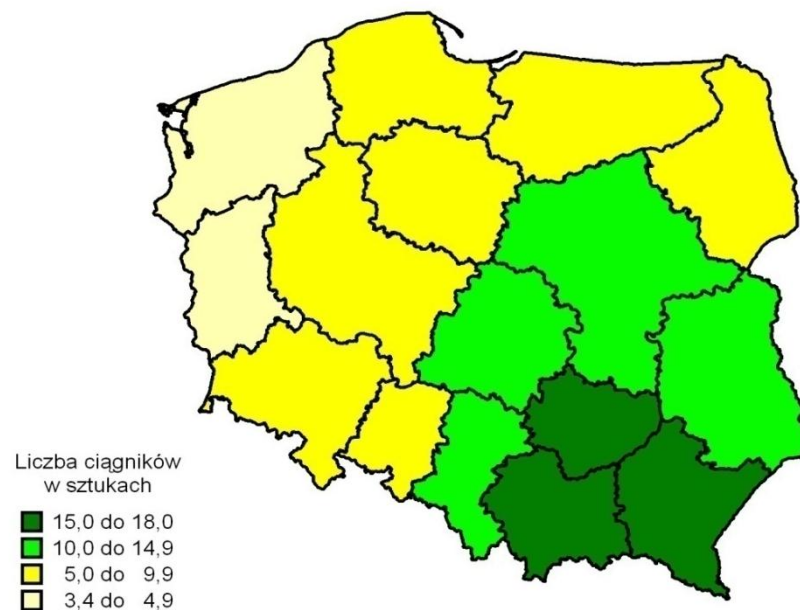 Liczba ciągników
w sztukach
15,0 do 18,0
10,0 do 14,9
5,0 do 9,9
3,4 do 4,9